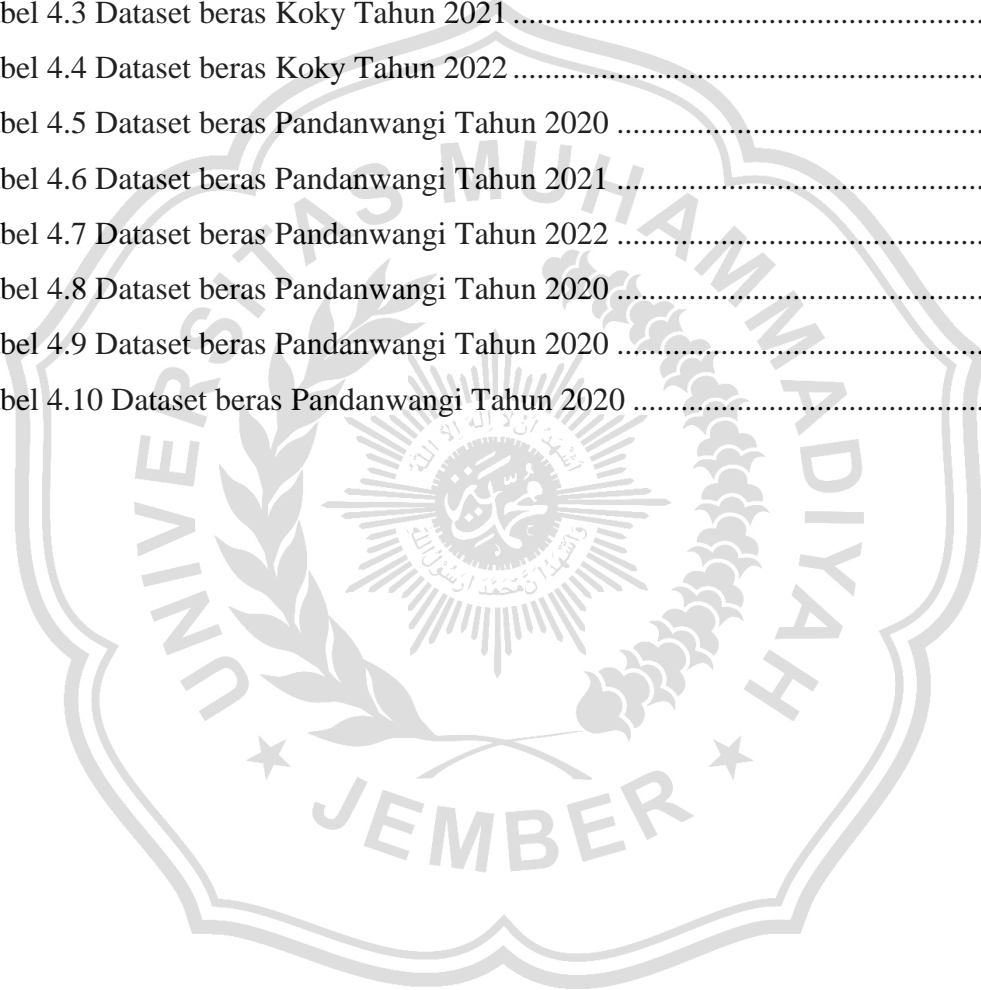 bel 4.3 Dataset beras Koky Tahun 2021 ..........................................................................
bel 4.4 Dataset beras Koky Tahun 2022 ..........................................................................
bel 4.5 Dataset beras Pandanwangi Tahun 2020 .........................................................
bel 4.6 Dataset beras Pandanwangi Tahun 2021 .........................................................
bel 4.7 Dataset beras Pandanwangi Tahun 2022 .........................................................
bel 4.8 Dataset beras Pandanwangi Tahun 2020 .........................................................
bel 4.9 Dataset beras Pandanwangi Tahun 2020 .........................................................
bel 4.10 Dataset beras Pandanwangi Tahun 2020 .......................................................
UNIVERSITAS MUHAMMADIYAH
JEMBER